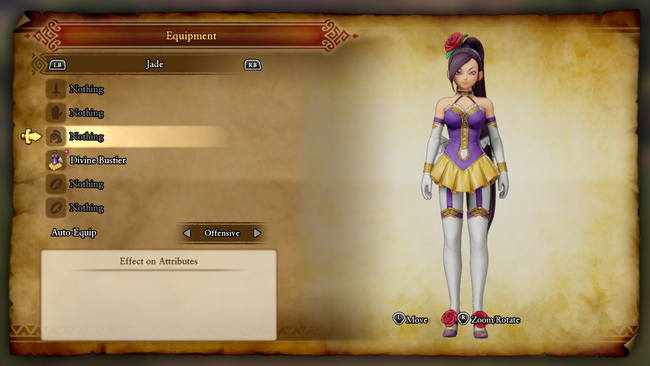 Equipment
LB
Jade
RB
Nothing
Nothing
Nothing
Divine Bustier
Nothing
Nothing
Auto-Equip
Offensive
Effect on Attributes
L Move
R Zoom/Rotate